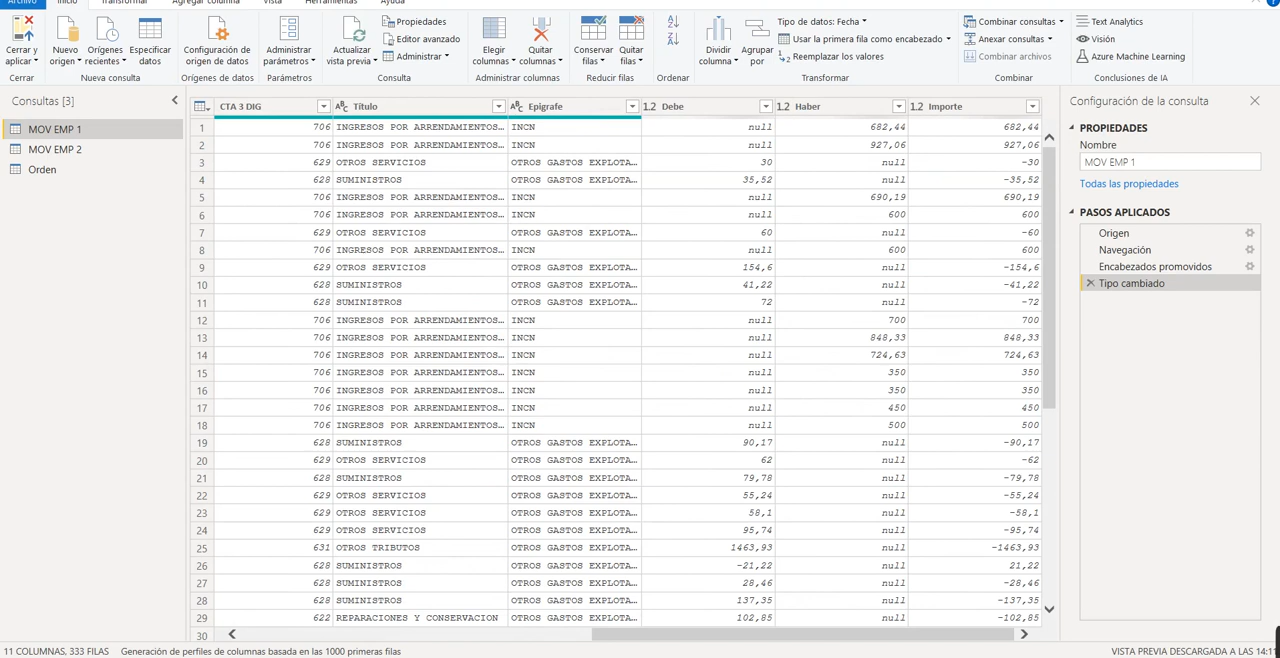 Archivo Inicio Transformar Agregar columna Vista Herramientas Ayuda
Cerrar y aplicar
Nuevo origen
Orígenes recientes
Especificar datos
Configuración de origen de datos
Administrar parámetros
Actualizar vista previa
Propiedades
Editor avanzado
Administrar
Elegir columnas
Quitar columnas
Conservar filas
Quitar filas
Dividir columna
Agrupar por
Tipo de datos: Fecha
Usar la primera fila como encabezado
Reemplazar los valores
Combinar consultas
Anexar consultas
Combinar archivos
Text Analytics
Visión
Azure Machine Learning
Cerrar Nueva consulta Orígenes de datos Parámetros Consulta Administrar columnas Reducir filas Ordenar Transformar Combinar Conclusiones de IA
Consultas [3]
MOV EMP 1
MOV EMP 2
Orden
CTA 3 DIG ABC Título ABC Epígrafe 1.2 Debe 1.2 Haber 1.2 Importe
1 706 INGRESOS POR ARRENDAMIENTOS... INCN null 682,44 682,44
2 706 INGRESOS POR ARRENDAMIENTOS... INCN null 927,06 927,06
3 629 OTROS SERVICIOS OTROS GASTOS EXPLOTA... 30 null -30
4 628 SUMINISTROS OTROS GASTOS EXPLOTA... 35,52 null -35,52
5 706 INGRESOS POR ARRENDAMIENTOS... INCN null 690,19 690,19
6 706 INGRESOS POR ARRENDAMIENTOS... INCN null 600 600
7 629 OTROS SERVICIOS OTROS GASTOS EXPLOTA... 60 null -60
8 706 INGRESOS POR ARRENDAMIENTOS... INCN null 600 600
9 629 OTROS SERVICIOS OTROS GASTOS EXPLOTA... 154,6 null -154,6
10 628 SUMINISTROS OTROS GASTOS EXPLOTA... 41,22 null -41,22
11 628 SUMINISTROS OTROS GASTOS EXPLOTA... 72 null -72
12 706 INGRESOS POR ARRENDAMIENTOS... INCN null 700 700
13 706 INGRESOS POR ARRENDAMIENTOS... INCN null 848,33 848,33
14 706 INGRESOS POR ARRENDAMIENTOS... INCN null 724,63 724,63
15 706 INGRESOS POR ARRENDAMIENTOS... INCN null 350 350
16 706 INGRESOS POR ARRENDAMIENTOS... INCN null 350 350
17 706 INGRESOS POR ARRENDAMIENTOS... INCN null 450 450
18 706 INGRESOS POR ARRENDAMIENTOS... INCN null 500 500
19 628 SUMINISTROS OTROS GASTOS EXPLOTA... 90,17 null -90,17
20 629 OTROS SERVICIOS OTROS GASTOS EXPLOTA... 62 null -62
21 628 SUMINISTROS OTROS GASTOS EXPLOTA... 79,78 null -79,78
22 629 OTROS SERVICIOS OTROS GASTOS EXPLOTA... 55,24 null -55,24
23 629 OTROS SERVICIOS OTROS GASTOS EXPLOTA... 58,1 null -58,1
24 629 OTROS SERVICIOS OTROS GASTOS EXPLOTA... 95,74 null -95,74
25 631 OTROS TRIBUTOS OTROS GASTOS EXPLOTA... 1463,93 null -1463,93
26 628 SUMINISTROS OTROS GASTOS EXPLOTA... -21,22 null 21,22
27 628 SUMINISTROS OTROS GASTOS EXPLOTA... 28,46 null -28,46
28 628 SUMINISTROS OTROS GASTOS EXPLOTA... 137,35 null -137,35
29 622 REPARACIONES Y CONSERVACION OTROS GASTOS EXPLOTA... 102,85 null -102,85
30
Configuración de la consulta
PROPIEDADES
Nombre
MOV EMP 1
Todas las propiedades
PASOS APLICADOS
Origen
Navegación
Encabezados promovidos
Tipo cambiado
11 COLUMNAS, 333 FILAS Generación de perfiles de columnas basada en las 1000 primeras filas VISTA PREVIA DESCARGADA A LAS 14:11